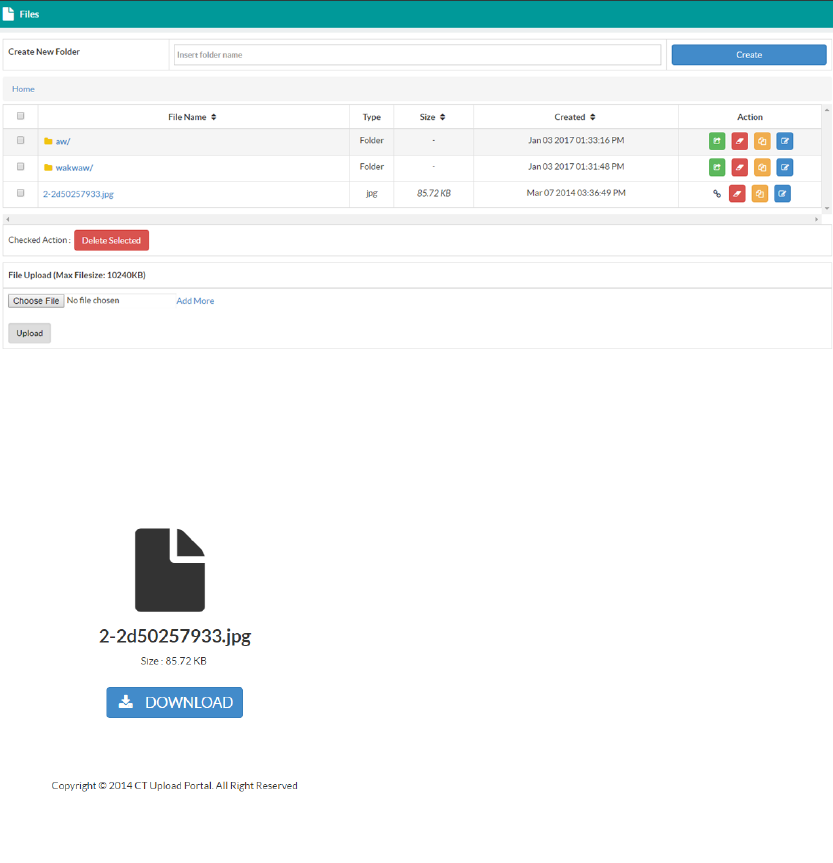 Files
Create New Folder Insert folder name Create
Home
File Name Type Size Created Action
aw/ Folder - Jan 03 2017 01:33:16 PM
wakwaw/ Folder - Jan 03 2017 01:31:48 PM
2-2d50257933.jpg jpg 85.72 KB Mar 07 2014 03:36:49 PM
Checked Action : Delete Selected
File Upload (Max Filesize: 10240KB)
Choose File No file chosen Add More
Upload
2-2d50257933.jpg
Size : 85.72 KB
DOWNLOAD
Copyright © 2014 CT Upload Portal. All Right Reserved